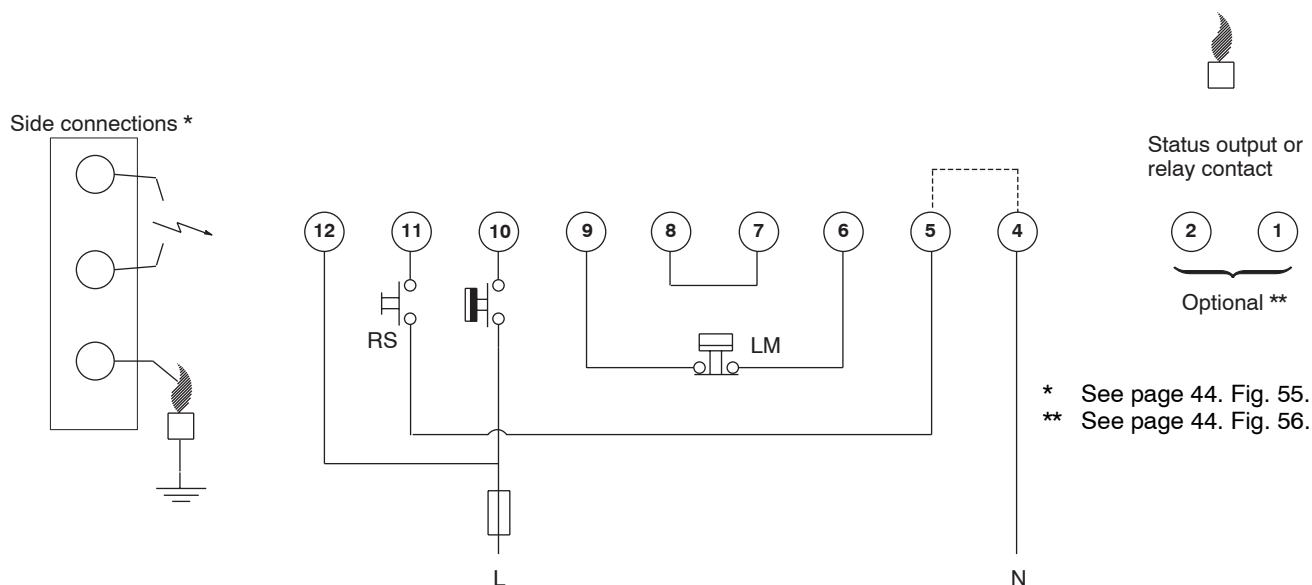 Side connections *
Status output or
relay contact
12 11 10 9 8 7 6 5 4 2 1
Optional **
RS
LM
* See page 44. Fig. 55.
** See page 44. Fig. 56.
L N